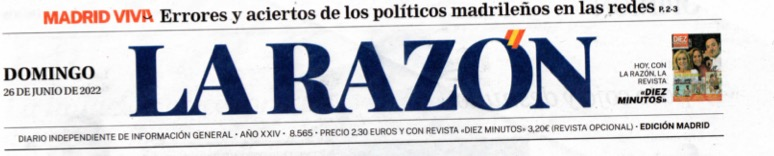 MADRID VIVA Errores y aciertos de los políticos madrileños en las redes P. 2-3
DOMINGO
26 DE JUNIO DE 2022
LA RAZÓN
HOY, CON
LA RAZÓN, LA
REVISTA
«DIEZ
MINUTOS»
DIARIO INDEPENDIENTE DE INFORMACIÓN GENERAL · AÑO XXIV · 8.565 · PRECIO 2,30 EUROS Y CON REVISTA «DIEZ MINUTOS» 3,20€ (REVISTA OPCIONAL) · EDICIÓN MADRID